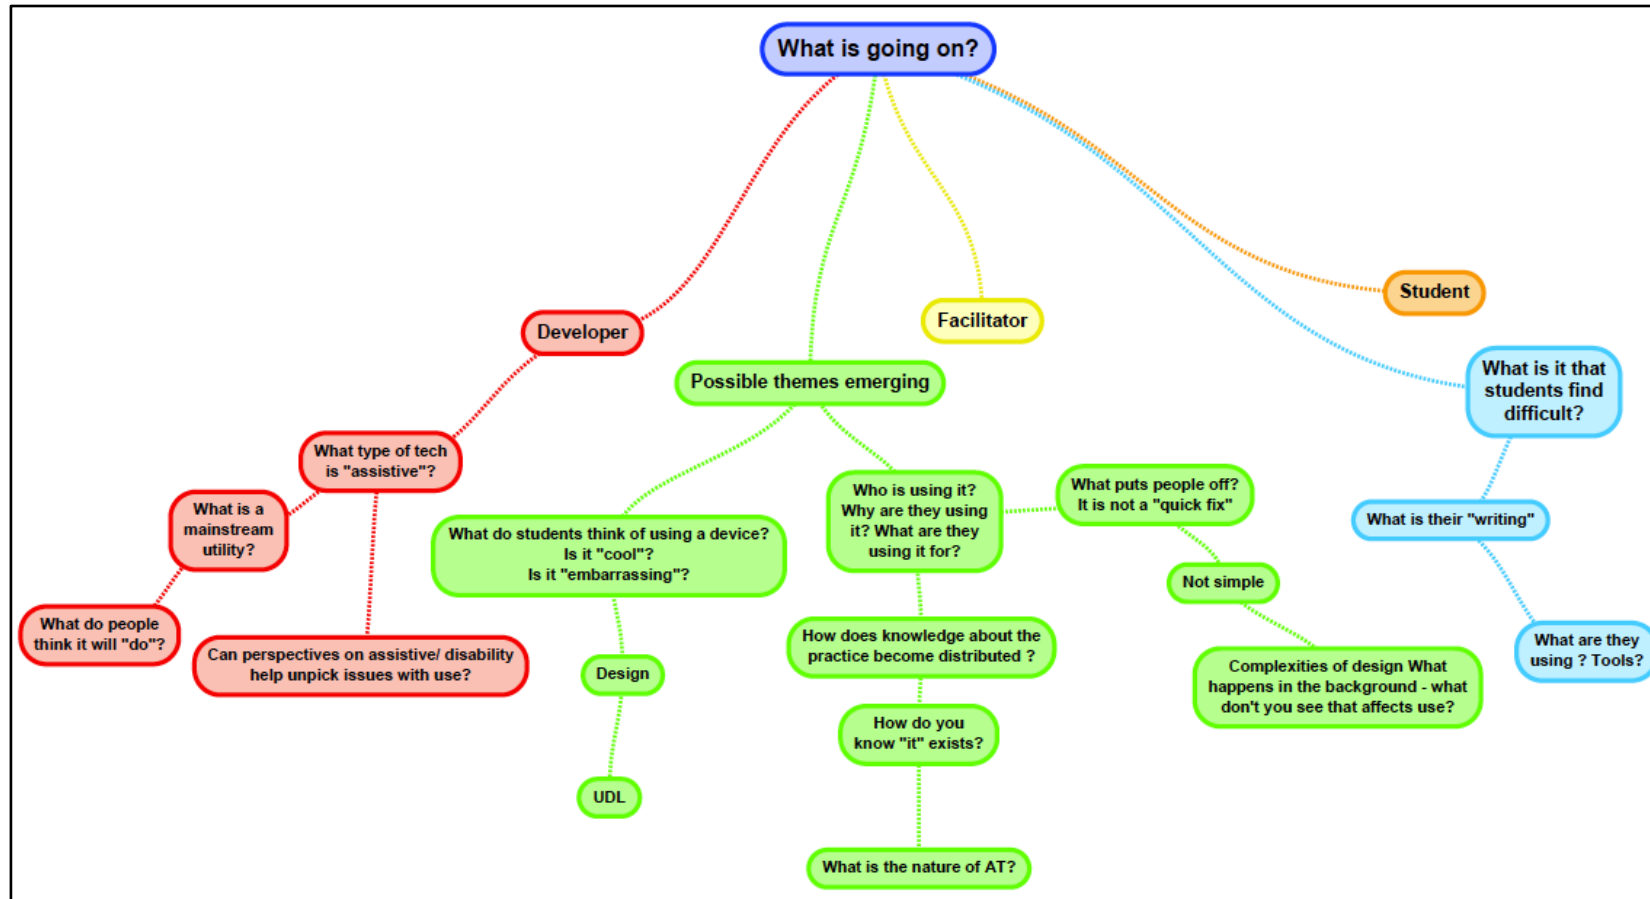 What is going on?
Student
Developer
Facilitator
What is it that
students find
difficult?
Possible themes emerging
What type of tech
is "assistive"?
What puts people off?
It is not a "quick fix"
Who is using it?
Why are they using
it? What are they
using it for?
What is a
mainstream
utility?
What is their "writing"
What do students think of using a device?
Is it "cool"?
Is it "embarrassing"?
Not simple
What do people
think it will "do"?
How does knowledge about the
practice become distributed ?
What are they
using ? Tools?
Can perspectives on assistive/ disability
help unpick issues with use?
Design
Complexities of design What
happens in the background - what
don't you see that affects use?
How do you
know "it" exists?
UDL
What is the nature of AT?